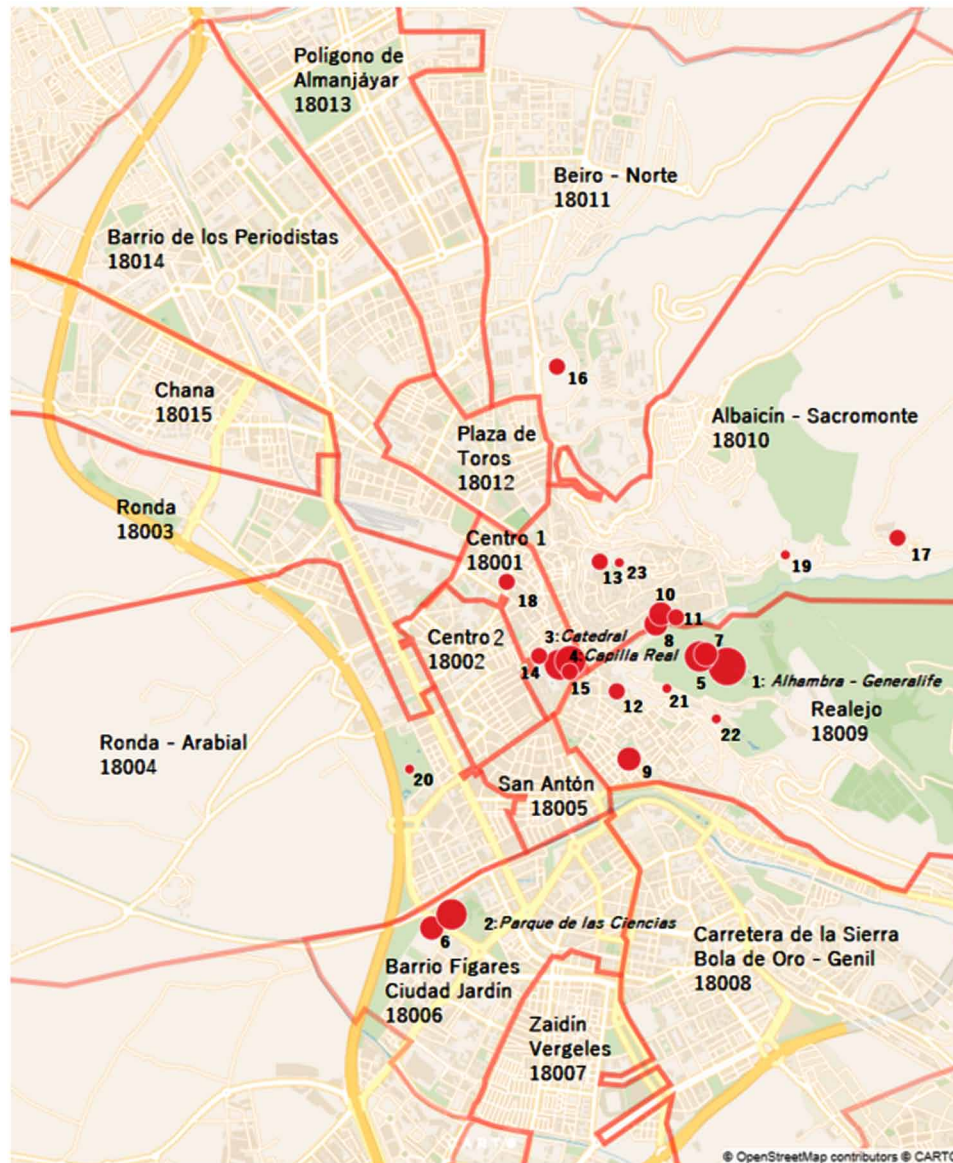 Polígono de
Almanjáyar
18013
Beiro - Norte
18011
Barrio de los Periodistas
18014
16
Chana
18015
Albaicín - Sacromonte
18010
Plaza de
Toros
18012
Ronda
18003
Centro 1
18001
17
19
13
23
18
10
11
8
Centro 2
18002
3: Catedral
4: Capilla Real
14
15
7
5
1: Alhambra - Generalife
12
21
22
Realejo
18009
Ronda - Arabial
18004
20
9
San Antón
18005
2: Parque de las Ciencias
6
Barrio Fígares
Ciudad Jardín
18006
Carretera de la Sierra
Bola de Oro - Genil
18008
Zaidín
Vergeles
18007
CARTO
© OpenStreetMap contributors © CARTO